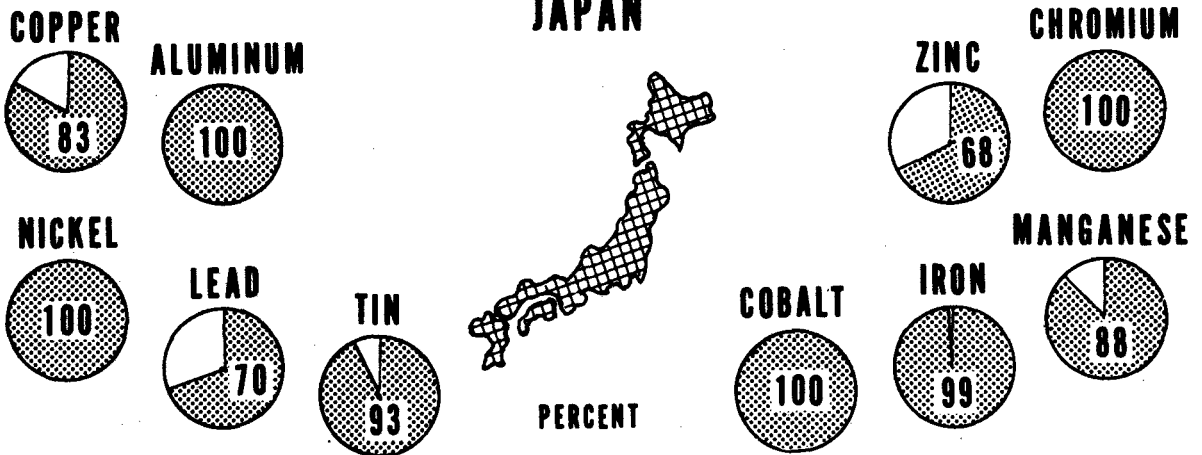 JAPAN
COPPER
83
ALUMINUM
100
NICKEL
100
LEAD
70
TIN
93
PERCENT
ZINC
68
CHROMIUM
100
COBALT
100
IRON
99
MANGANESE
88